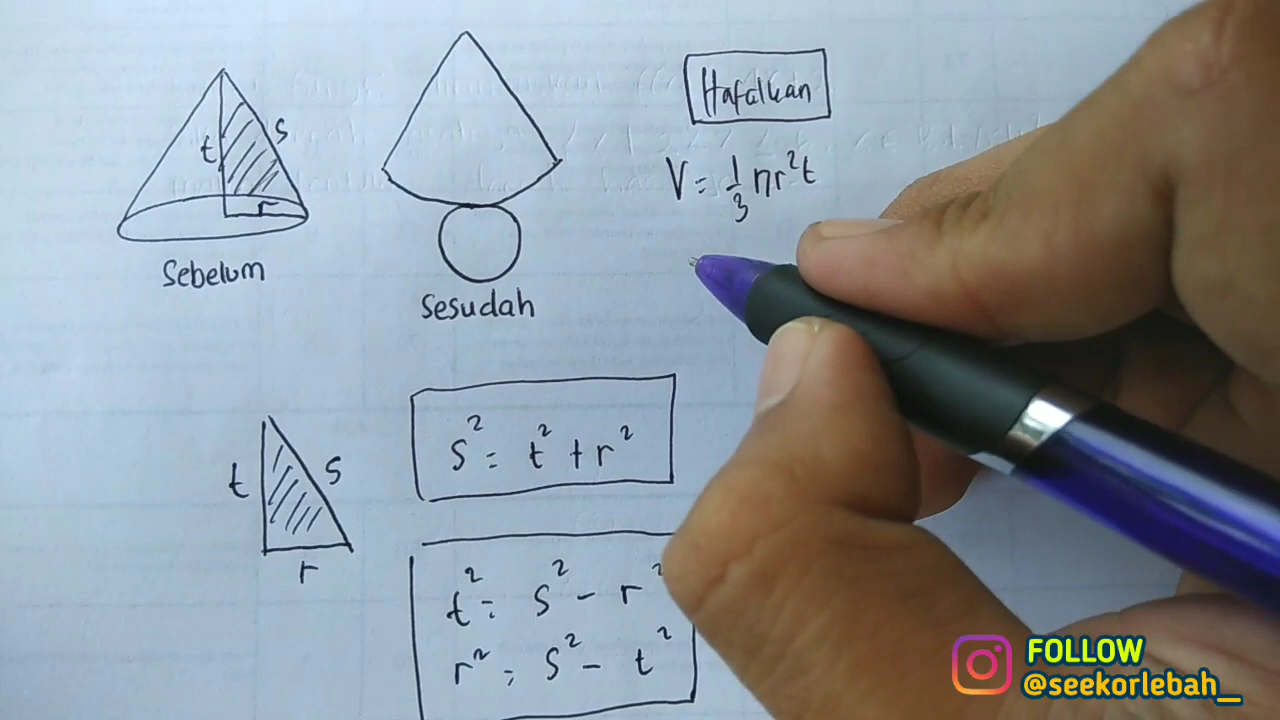 t
s
r
Sebelum
Sesudah
Hafalkan
V = 1/3 πr²t
t
s
r
s² = t² + r²
t² = s² - r²
r² = s² - t²
FOLLOW
@seekorlebah_